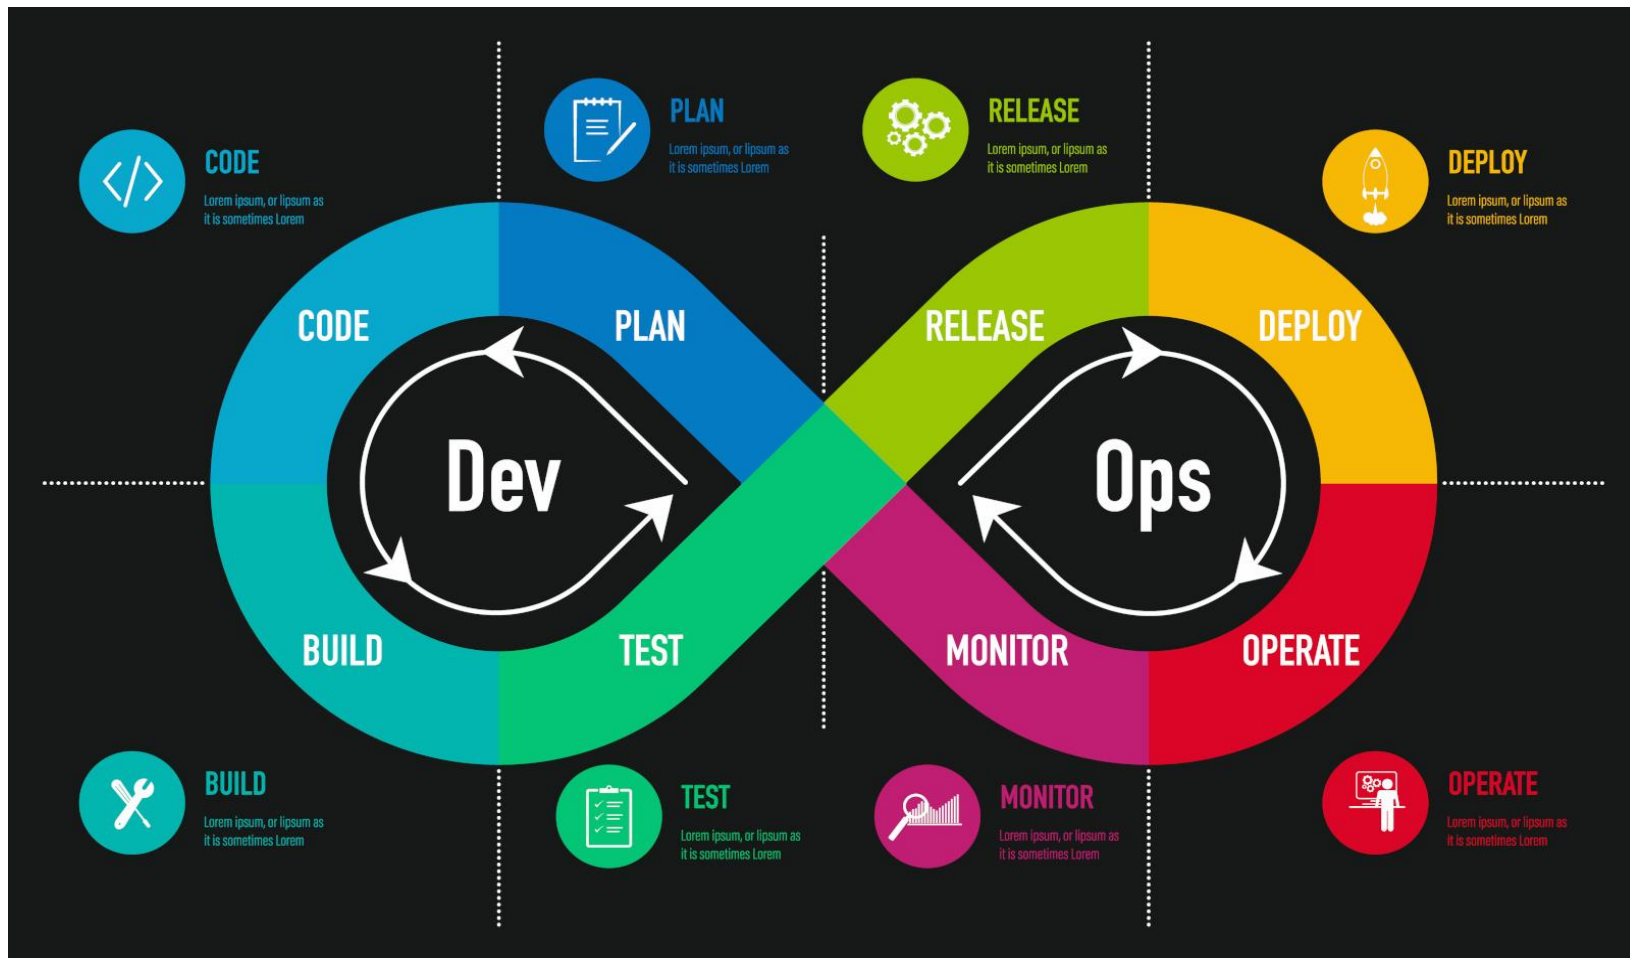 PLAN
Lorem ipsum, or lipsum as
it is sometimes Lorem
RELEASE
Lorem ipsum, or lipsum as
it is sometimes Lorem
CODE
Lorem ipsum, or lipsum as
it is sometimes Lorem
DEPLOY
Lorem ipsum, or lipsum as
it is sometimes Lorem
CODE
PLAN
RELEASE
DEPLOY
Dev
Ops
BUILD
TEST
MONITOR
OPERATE
BUILD
Lorem ipsum, or lipsum as
it is sometimes Lorem
TEST
Lorem ipsum, or lipsum as
it is sometimes Lorem
MONITOR
Lorem ipsum, or lipsum as
it is sometimes Lorem
OPERATE
Lorem ipsum, or lipsum as
it is sometimes Lorem